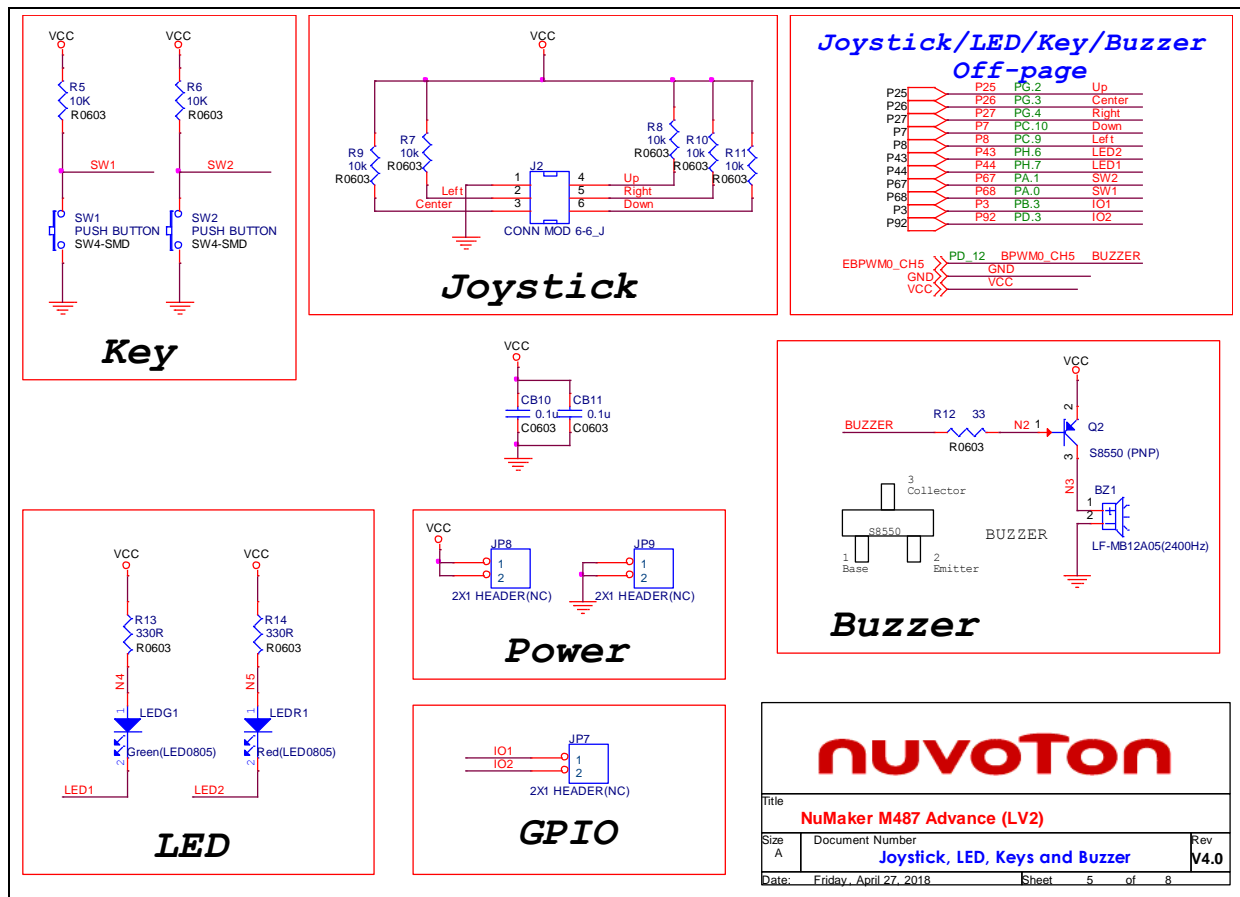 VCC
R5
10K
R0603
SW1
SW1
PUSH BUTTON
SW4-SMD
VCC
R6
10K
R0603
SW2
SW2
PUSH BUTTON
SW4-SMD
Key
VCC
R9
10k
R0603
R7
10k
R0603
R8
10k
R0603
R10
10k
R0603
R11
10k
R0603
J2
1 4 Up
Left 2 5 Right
Center 3 6 Down
CONN MOD 6-6_J
Joystick
Joystick/LED/Key/Buzzer
Off-page
P25 P25 PG.2 Up
P26 P26 PG.3 Center
P27 P27 PG.4 Right
P7 P7 PC.10 Down
P8 P8 PC.9 Left
P43 P43 PH.6 LED2
P44 P44 PH.7 LED1
P67 P67 PA.1 SW2
P68 P68 PA.0 SW1
P3 P3 PB.3 IO1
P92 P92 PD.3 IO2
EBPWM0_CH5 PD_12 BPWM0_CH5 BUZZER
GND GND
VCC VCC
VCC
CB10
0.1u
C0603
CB11
0.1u
C0603
VCC
BUZZER
R12 33
R0603
N2 1
2
3
Q2
S8550 (PNP)
N3
BZ1
1
2
LF-MB12A05(2400Hz)
3
Collector
S8550
1
Base
2
Emitter
BUZZER
Buzzer
VCC
R13
330R
R0603
N4
1
LEDG1
Green(LED0805)
2
LED1
VCC
R14
330R
R0603
N5
1
LEDR1
Red(LED0805)
2
LED2
LED
VCC
JP8
1
2
2X1 HEADER(NC)
JP9
1
2
2X1 HEADER(NC)
Power
IO1
IO2
JP7
1
2
2X1 HEADER(NC)
GPIO
nuvoTon
Title
NuMaker M487 Advance (LV2)
Size
A
Document Number
Joystick, LED, Keys and Buzzer
Rev
V4.0
Date: Friday, April 27, 2018 Sheet 5 of 8